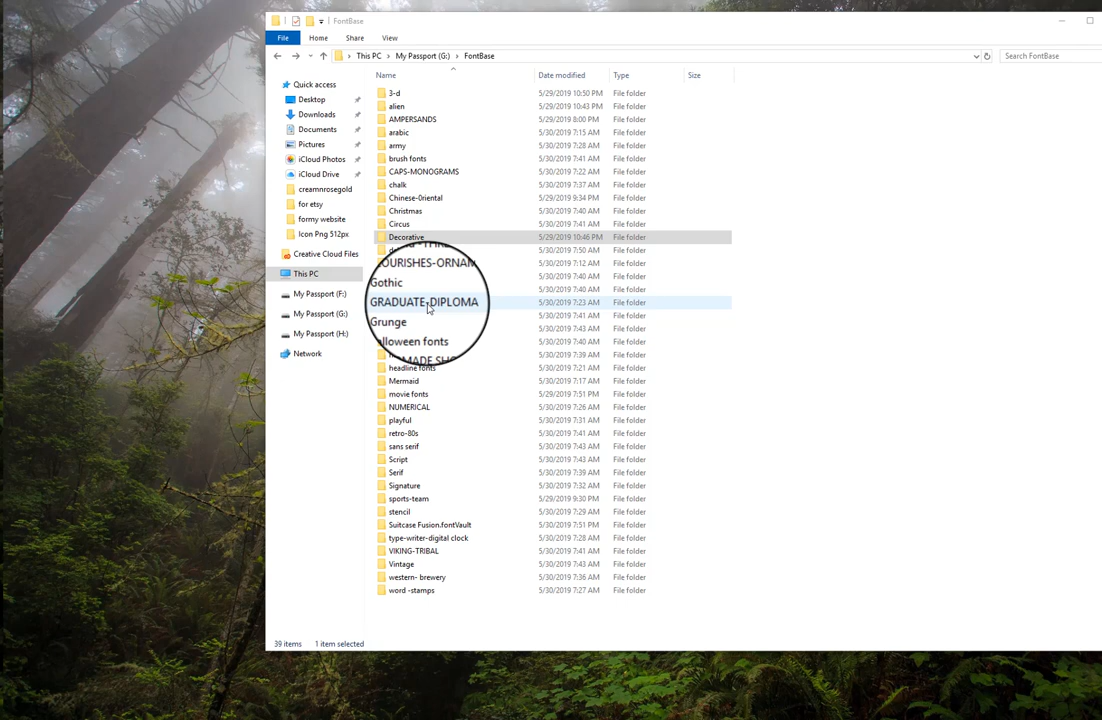 FontBase
File Home Share View
This PC My Passport (G:) FontBase Search FontBase
Name Date modified Type Size
Quick access
Desktop
Downloads
Documents
Pictures
iCloud Photos
iCloud Drive
creamnrosegold
for etsy
formy website
Icon Png 512px
Creative Cloud Files
This PC
My Passport (F:)
My Passport (G:)
My Passport (H:)
Network
3-d 5/29/2019 10:50 PM File folder
alien 5/29/2019 10:43 PM File folder
AMPERSANDS 5/29/2019 8:00 PM File folder
arabic 5/30/2019 7:15 AM File folder
army 5/30/2019 7:28 AM File folder
brush fonts 5/30/2019 7:41 AM File folder
CAPS-MONOGRAMS 5/30/2019 7:22 AM File folder
chalk 5/30/2019 7:37 AM File folder
Chinese-Oriental 5/29/2019 9:34 PM File folder
Christmas 5/30/2019 7:40 AM File folder
Circus 5/30/2019 7:41 AM File folder
Decorative 5/29/2019 10:46 PM File folder
5/30/2019 7:50 AM File folder
OURISHES-ORNAM 5/30/2019 7:12 AM File folder
Gothic 5/30/2019 7:40 AM File folder
5/30/2019 7:40 AM File folder
GRADUATE-DIPLOMA 5/30/2019 7:23 AM File folder
Grunge 5/30/2019 7:41 AM File folder
5/30/2019 7:43 AM File folder
alloween fonts 5/30/2019 7:40 AM File folder
5/30/2019 7:39 AM File folder
headline fonts 5/30/2019 7:21 AM File folder
Mermaid 5/30/2019 7:17 AM File folder
movie fonts 5/29/2019 7:51 PM File folder
NUMERICAL 5/30/2019 7:26 AM File folder
playful 5/30/2019 7:31 AM File folder
retro-80s 5/30/2019 7:41 AM File folder
sans serif 5/30/2019 7:43 AM File folder
Script 5/30/2019 7:43 AM File folder
Serif 5/30/2019 7:39 AM File folder
Signature 5/30/2019 7:32 AM File folder
sports-team 5/29/2019 9:30 PM File folder
stencil 5/30/2019 7:29 AM File folder
Suitcase Fusion.fontVault 5/29/2019 7:51 PM File folder
type-writer-digital clock 5/30/2019 7:28 AM File folder
VIKING-TRIBAL 5/30/2019 7:41 AM File folder
Vintage 5/30/2019 7:43 AM File folder
western- brewery 5/30/2019 7:36 AM File folder
word -stamps 5/30/2019 7:27 AM File folder
39 items 1 item selected